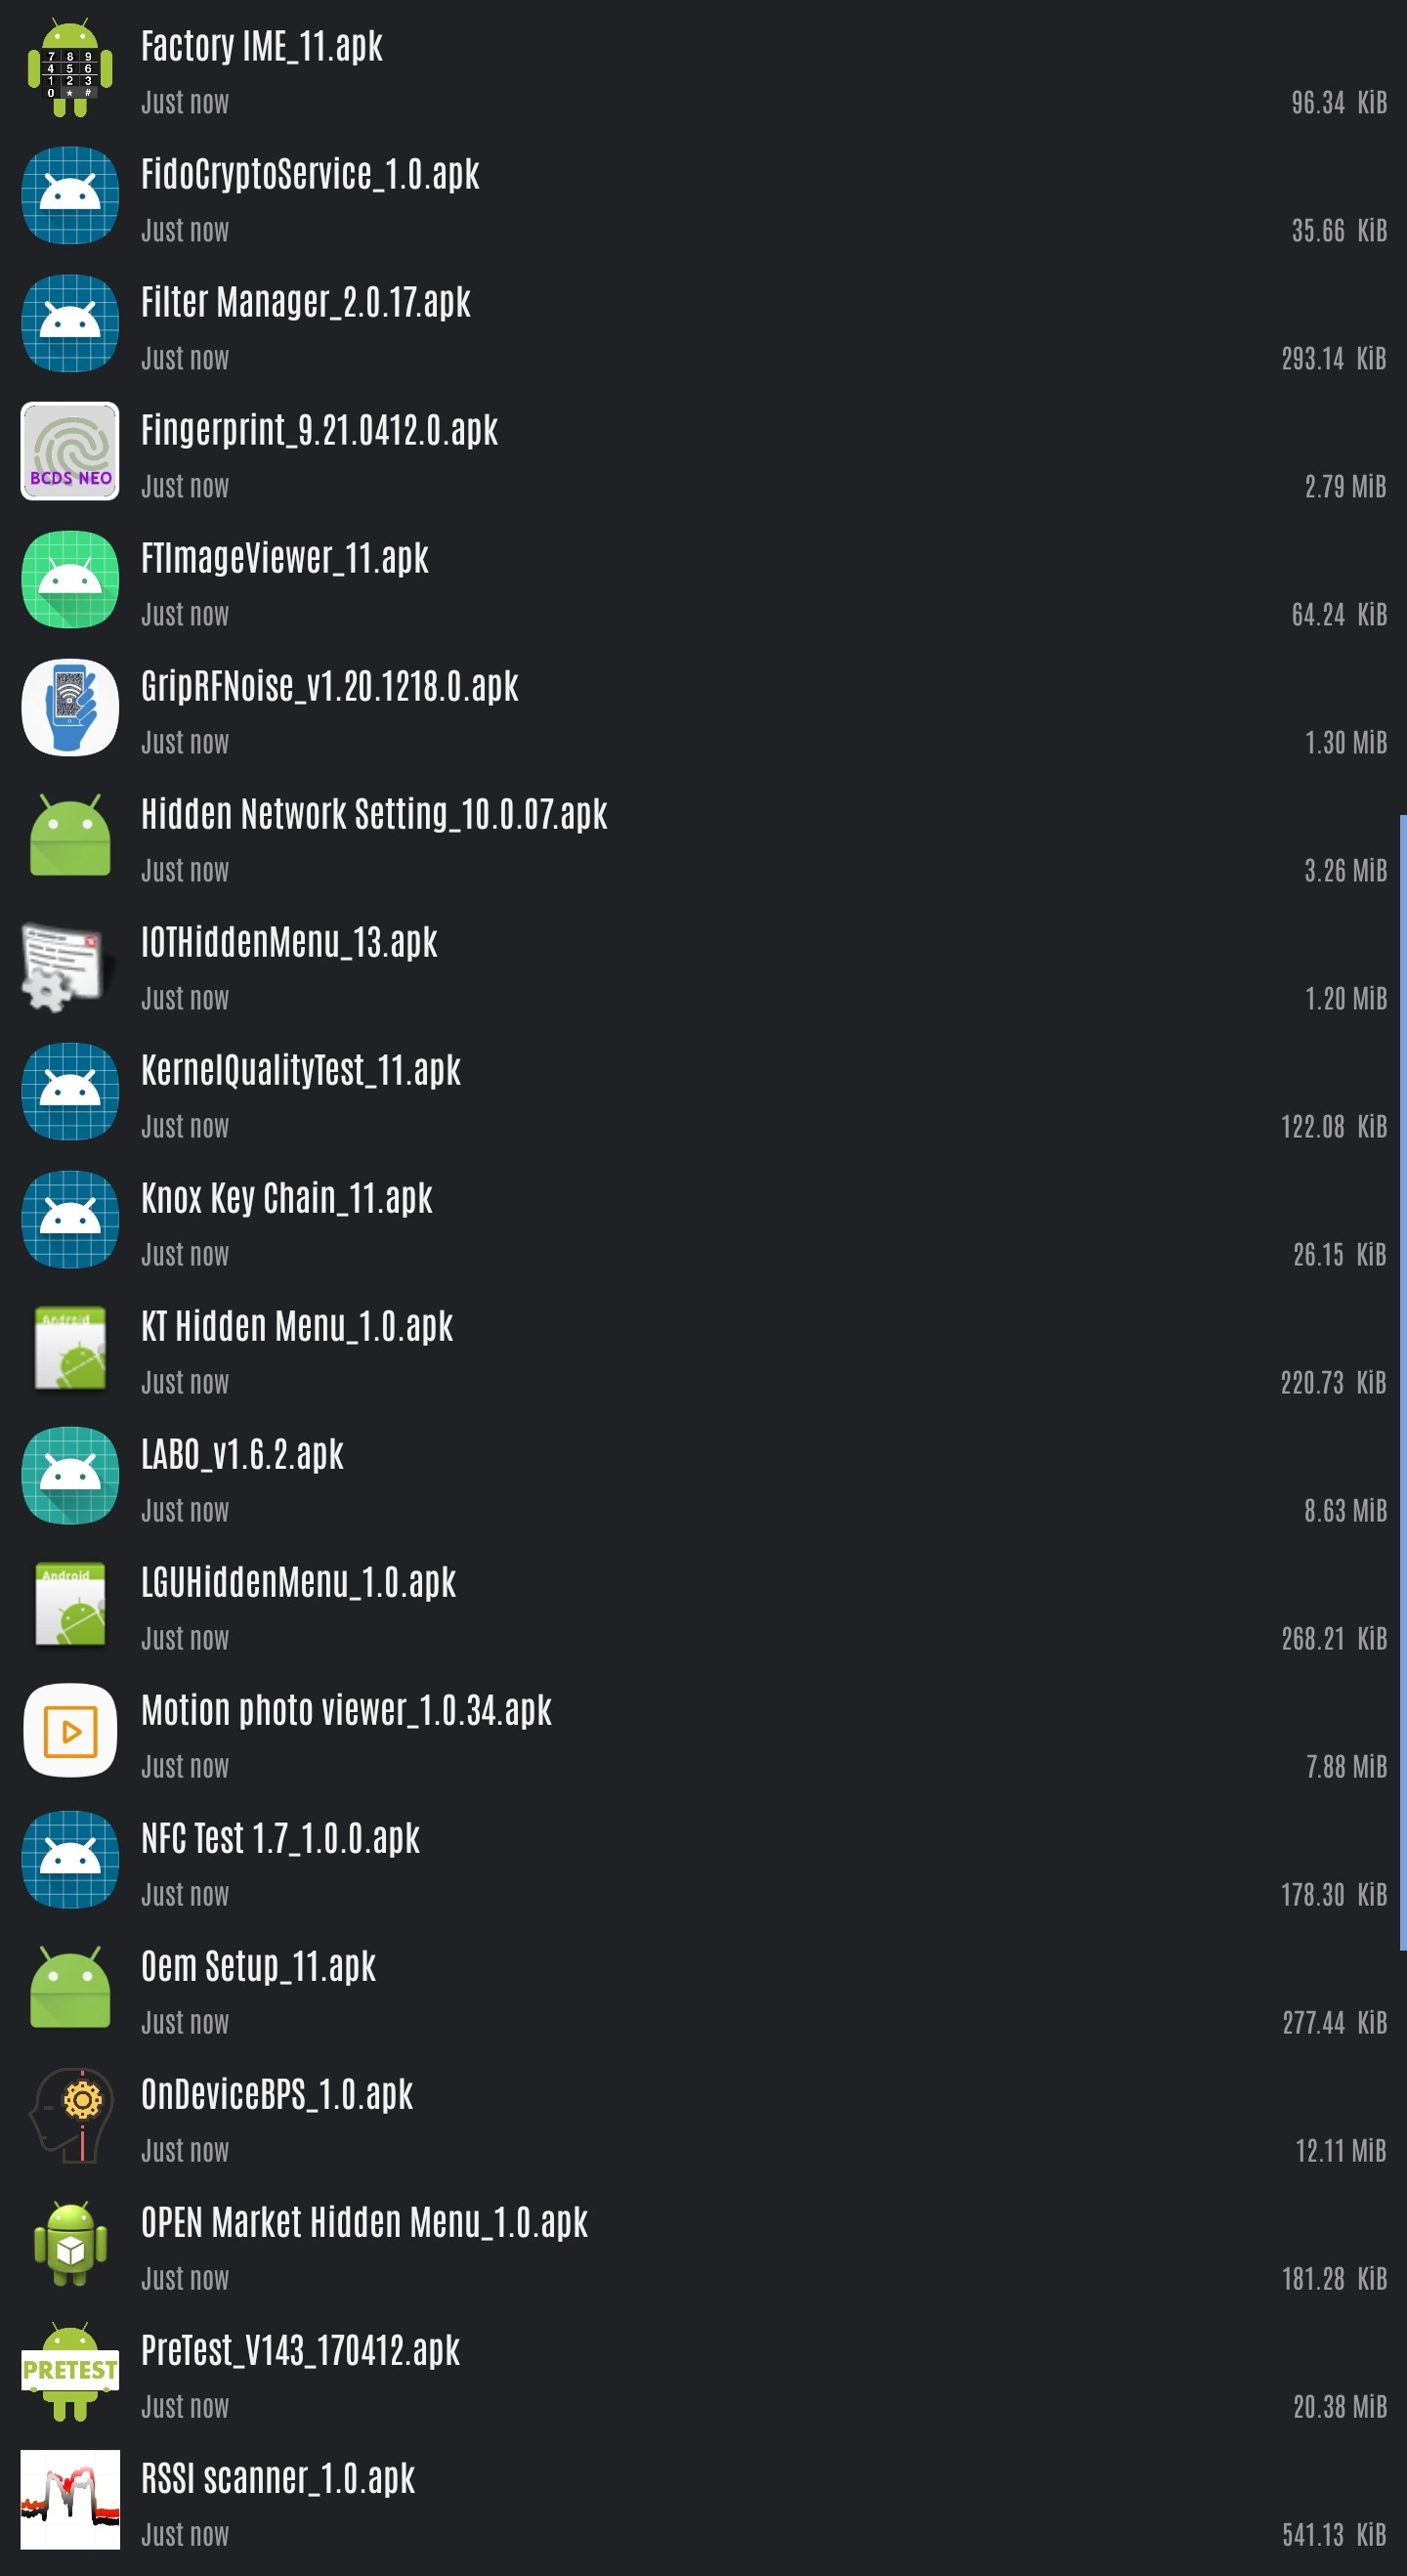 7 8 9
4 5 6
1 2 3
0 * #
Factory IME_11.apk
Just now
96.34 KiB
FidoCryptoService_1.0.apk
Just now
35.66 KiB
Filter Manager_2.0.17.apk
Just now
293.14 KiB
BCDS NEO
Fingerprint_9.21.0412.0.apk
Just now
2.79 MiB
FTImageViewer_11.apk
Just now
64.24 KiB
GripRFNoise_v1.20.1218.0.apk
Just now
1.30 MiB
Hidden Network Setting_10.0.07.apk
Just now
3.26 MiB
IOTHiddenMenu_13.apk
Just now
1.20 MiB
KernelQualityTest_11.apk
Just now
122.08 KiB
Knox Key Chain_11.apk
Just now
26.15 KiB
Android
KT Hidden Menu_1.0.apk
Just now
220.73 KiB
LABO_v1.6.2.apk
Just now
8.63 MiB
Android
LGUHiddenMenu_1.0.apk
Just now
268.21 KiB
Motion photo viewer_1.0.34.apk
Just now
7.88 MiB
NFC Test 1.7_1.0.0.apk
Just now
178.30 KiB
Oem Setup_11.apk
Just now
277.44 KiB
OnDeviceBPS_1.0.apk
Just now
12.11 MiB
OPEN Market Hidden Menu_1.0.apk
Just now
181.28 KiB
PRETEST
PreTest_V143_170412.apk
Just now
20.38 MiB
RSSI scanner_1.0.apk
Just now
541.13 KiB